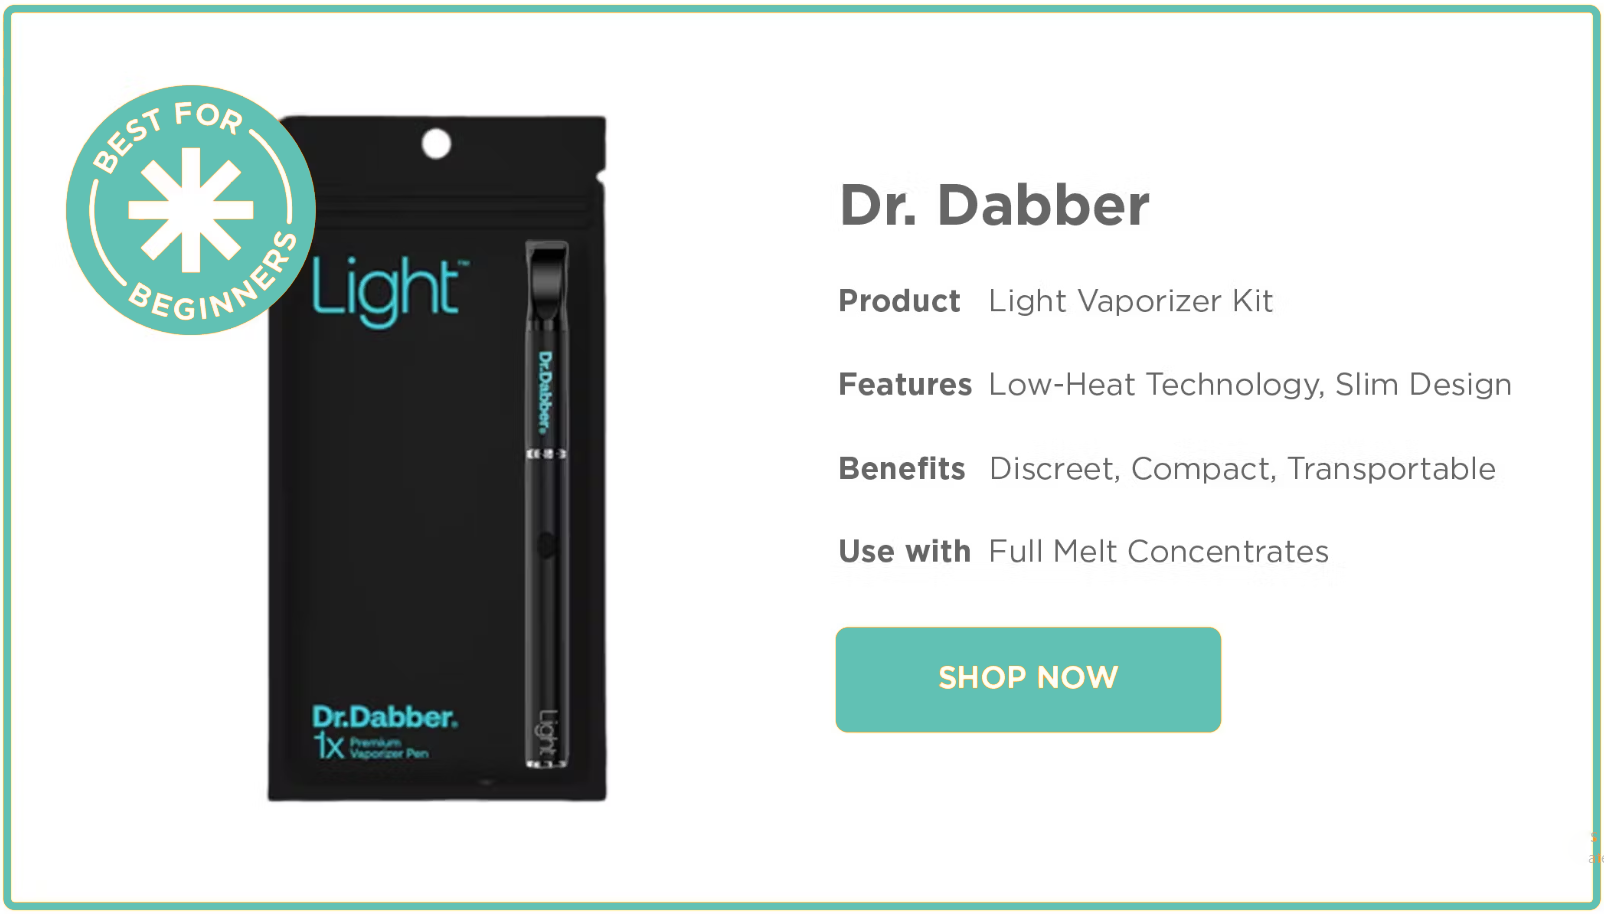 BEST FOR
BEGINNERS
Light™
Dr.Dabber®
Light
Dr.Dabber®
1x Premium
Vaporizer Pen
Dr. Dabber
Product Light Vaporizer Kit
Features Low-Heat Technology, Slim Design
Benefits Discreet, Compact, Transportable
Use with Full Melt Concentrates
SHOP NOW